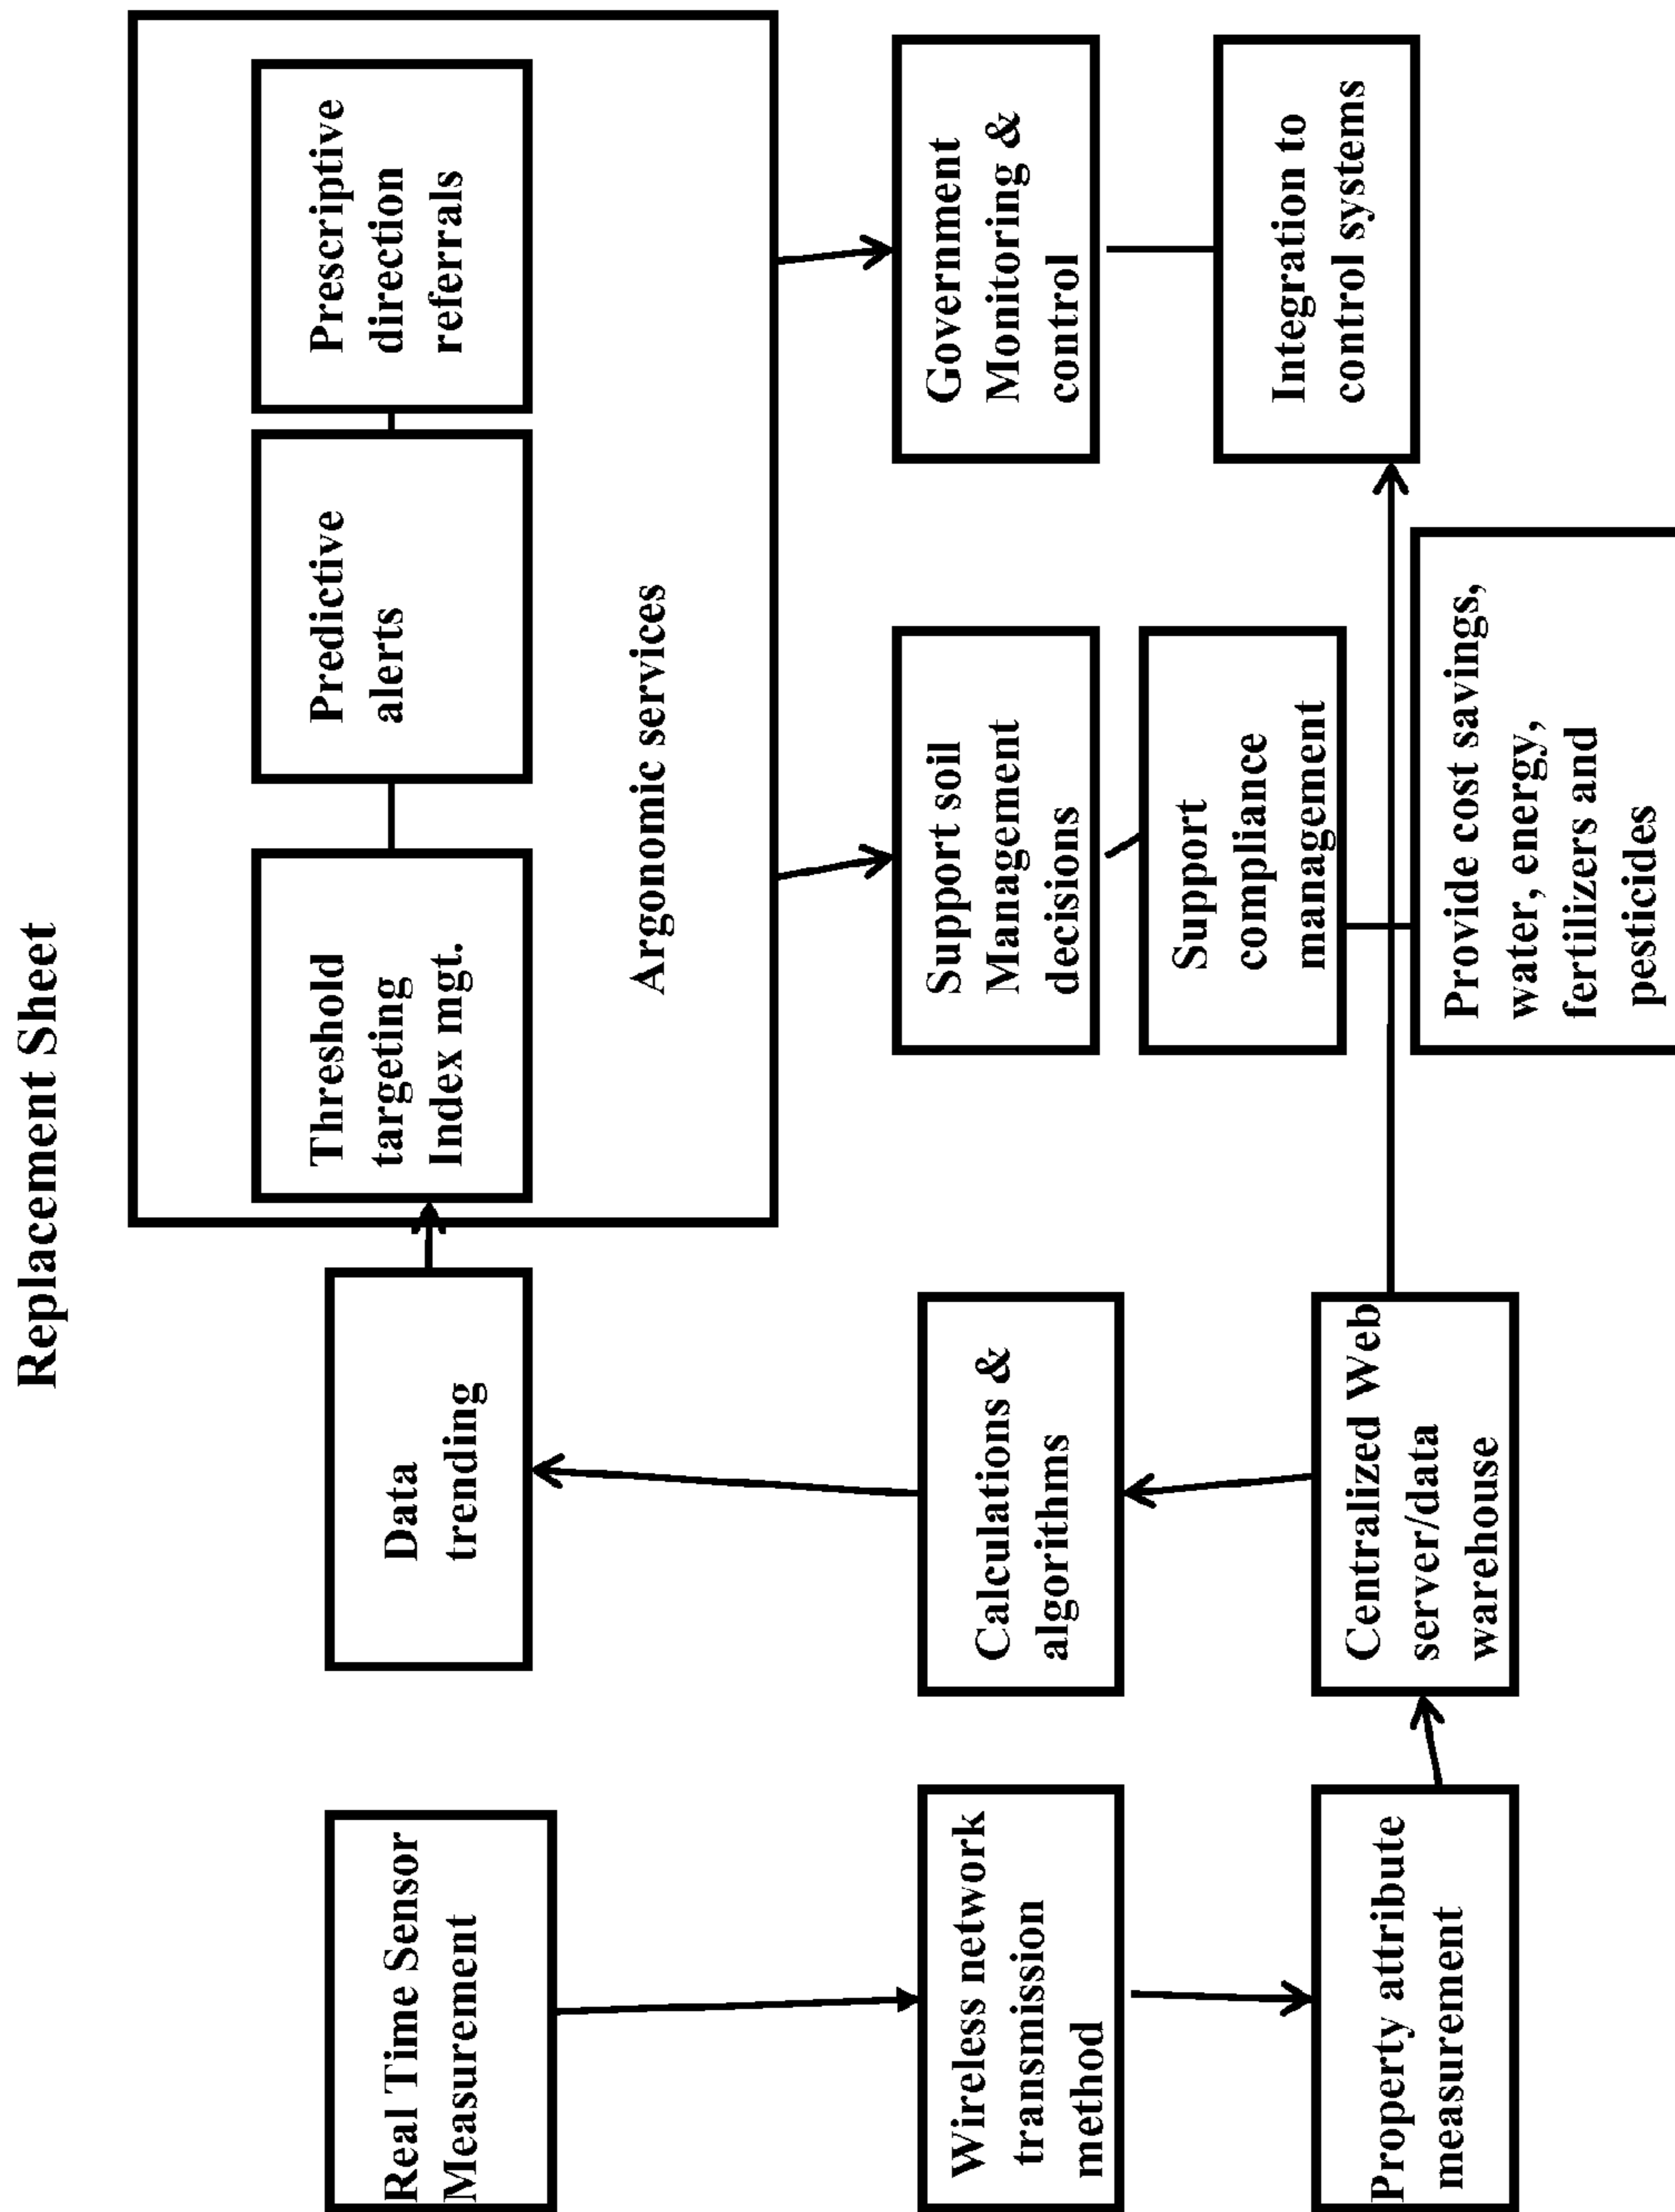 Replacement Sheet
Real Time Sensor
Measurement
Wireless network
transmission
method
Property attribute
measurement
Data
trending
Calculations &
algorithms
Centralized Web
server/data
warehouse
Threshold
targeting
Index mgt.
Predictive
alerts
Prescriptive
direction
referrals
Argonomic services
Support soil
Management
decisions
Support
compliance
management
Provide cost savings,
water, energy,
fertilizers and
pesticides
Government
Monitoring &
control
Integration to
control systems